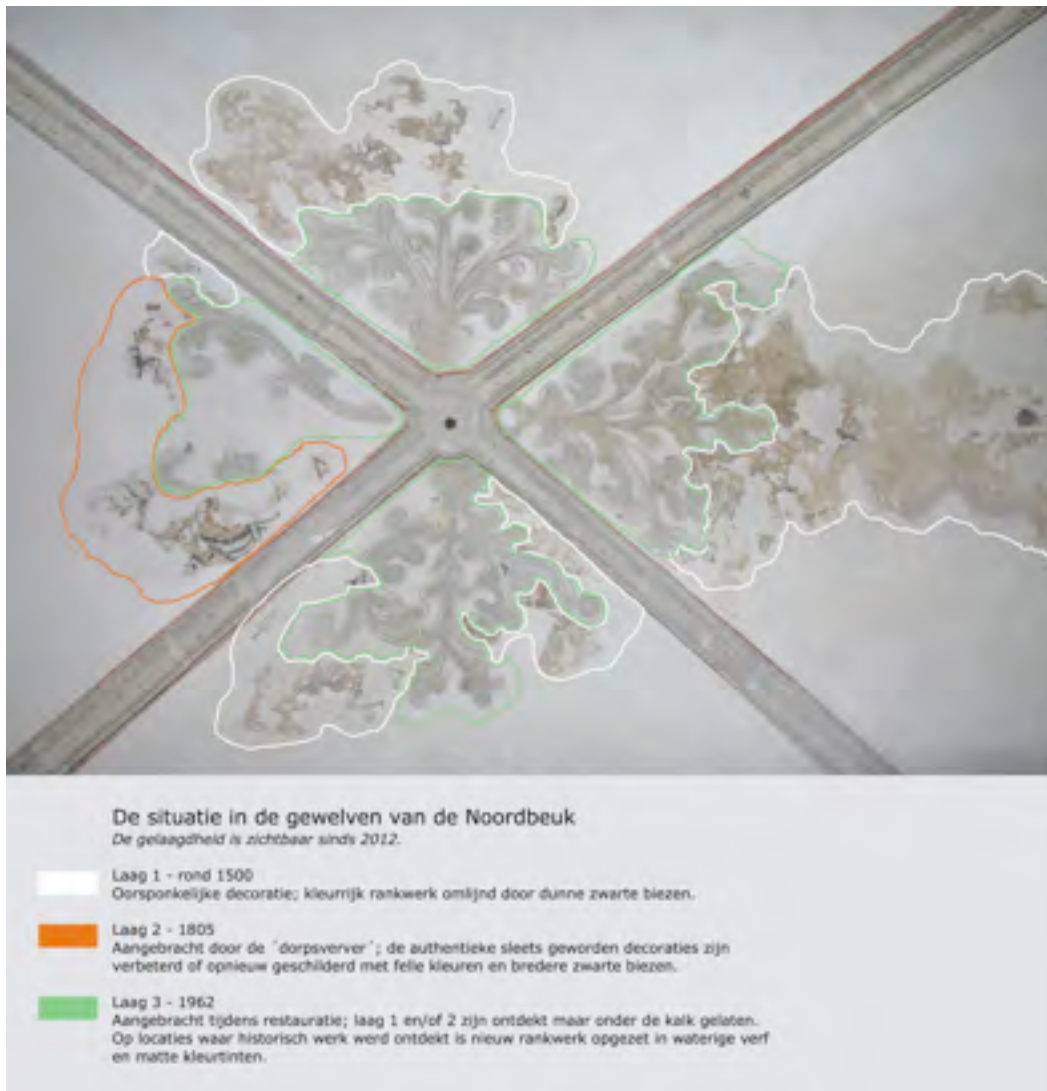 De situatie in de gewelven van de Noordbeuk
De gelaagdheid is zichtbaar sinds 2012.
Laag 1 - rond 1500
Oorsponkelijke decoratie; kleurrijk rankwerk omlijnd door dunne zwarte biezen.
Laag 2 - 1805
Aangebracht door de ´dorpsverver´; de authentieke sleets geworden decoraties zijn
verbeterd of opnieuw geschilderd met felle kleuren en bredere zwarte biezen.
Laag 3 - 1962
Aangebracht tijdens restauratie; laag 1 en/of 2 zijn ontdekt maar onder de kalk gelaten.
Op locaties waar historisch werk werd ontdekt is nieuw rankwerk opgezet in waterige verf
en matte kleurtinten.